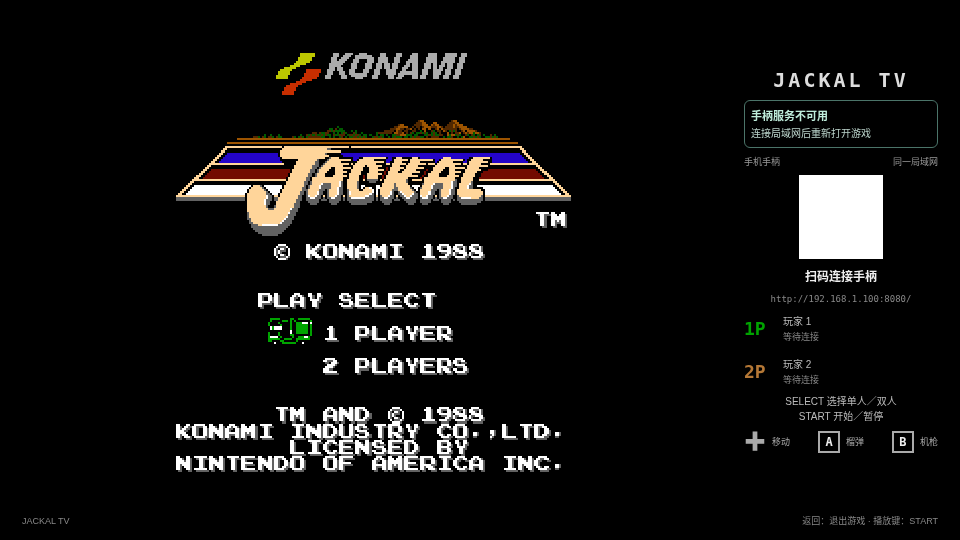 KONAMI
JACKAL
TM
© KONAMI 1988
PLAY SELECT
1 PLAYER
2 PLAYERS
TM AND © 1988
KONAMI INDUSTRY CO.,LTD.
LICENSED BY
NINTENDO OF AMERICA INC.
JACKAL TV
手柄服务不可用
连接局域网后重新打开游戏
手机手柄 同一局域网
扫码连接手柄
http://192.168.1.100:8080/
1P 玩家 1
等待连接
2P 玩家 2
等待连接
SELECT 选择单人／双人
START 开始／暂停
移动 A 榴弹 B 机枪
JACKAL TV
返回：退出游戏 · 播放键：START